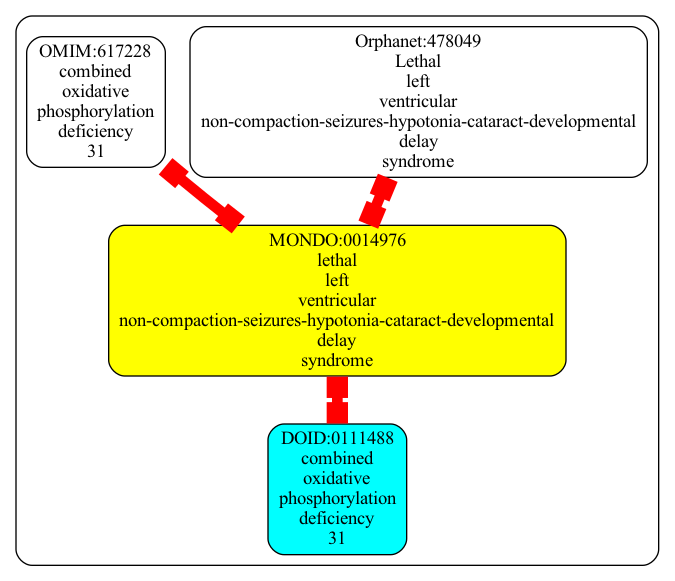 OMIM:617228
combined
oxidative
phosphorylation
deficiency
31
Orphanet:478049
Lethal
left
ventricular
non-compaction-seizures-hypotonia-cataract-developmental
delay
syndrome
MONDO:0014976
lethal
left
ventricular
non-compaction-seizures-hypotonia-cataract-developmental
delay
syndrome
DOID:0111488
combined
oxidative
phosphorylation
deficiency
31